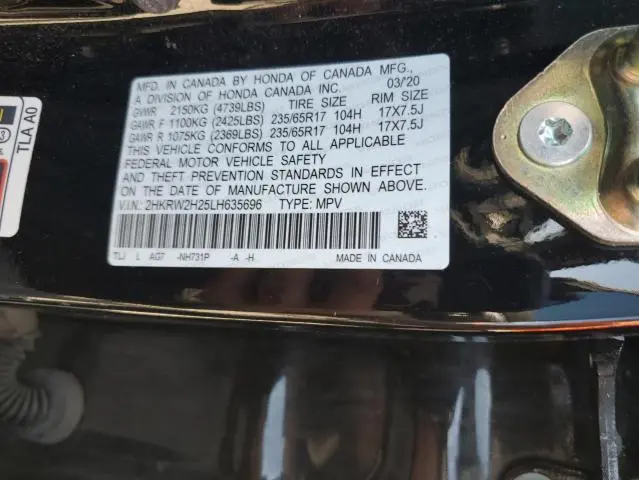 MFD. IN CANADA BY HONDA OF CANADA MFG.,
A DIVISION OF HONDA CANADA INC. 03/20
GVWR 2150KG (4739LBS) TIRE SIZE RIM SIZE
GAWR F 1100KG (2425LBS) 235/65R17 104H 17X7.5J
GAWR R 1075KG (2369LBS) 235/65R17 104H 17X7.5J
THIS VEHICLE CONFORMS TO ALL APPLICABLE
FEDERAL MOTOR VEHICLE SAFETY
AND THEFT PREVENTION STANDARDS IN EFFECT
ON THE DATE OF MANUFACTURE SHOWN ABOVE.
V.I.N.: 2HKRW2H25LH635696 TYPE: MPV
TLJ L AG7 -NH731P -A -H. MADE IN CANADA
TLA A0
3